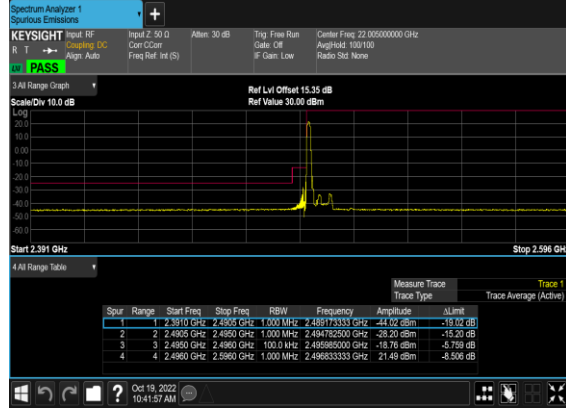 Spectrum Analyzer 1
Spurious Emissions
+
KEYSIGHT Input: RF Input Z: 50 Ω Atten: 30 dB Trig: Free Run Center Freq: 22.005000000 GHz
R T Coupling: DC Corr CCorr Gate: Off Avg|Hold: 100/100
Align: Auto Freq Ref: Int (S) IF Gain: Low Radio Std: None
LU PASS
3 All Range Graph
Ref Lvl Offset 15.35 dB
Scale/Div 10.0 dB Ref Value 30.00 dBm
Log
20.0
10.0
0.00
-10.0
-20.0
-30.0
-40.0
-50.0
-60.0
Start 2.391 GHz Stop 2.596 GHz
4 All Range Table
Measure Trace Trace 1
Trace Type Trace Average (Active)
Spur Range Start Freq Stop Freq RBW Frequency Amplitude ΔLimit
1 1 2.3910 GHz 2.4905 GHz 1.000 MHz 2.489173333 GHz -44.02 dBm -19.02 dB
2 2 2.4905 GHz 2.4950 GHz 1.000 MHz 2.494782500 GHz -28.20 dBm -15.20 dB
3 3 2.4950 GHz 2.4960 GHz 100.0 kHz 2.495985000 GHz -18.76 dBm -5.759 dB
4 4 2.4960 GHz 2.5960 GHz 1.000 MHz 2.496833333 GHz 21.49 dBm -8.506 dB
? Oct 19, 2022
10:41:57 AM